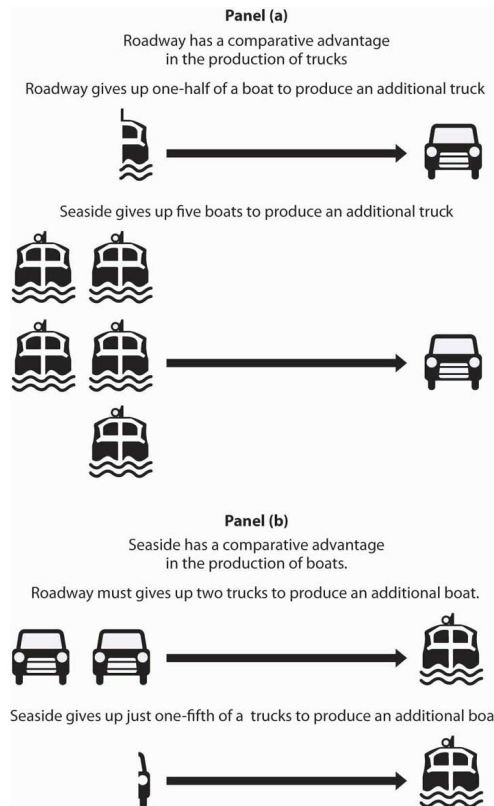 Panel (a)
Roadway has a comparative advantage
in the production of trucks
Roadway gives up one-half of a boat to produce an additional truck
Seaside gives up five boats to produce an additional truck
Panel (b)
Seaside has a comparative advantage
in the production of boats.
Roadway must gives up two trucks to produce an additional boat.
Seaside gives up just one-fifth of a trucks to produce an additional boa